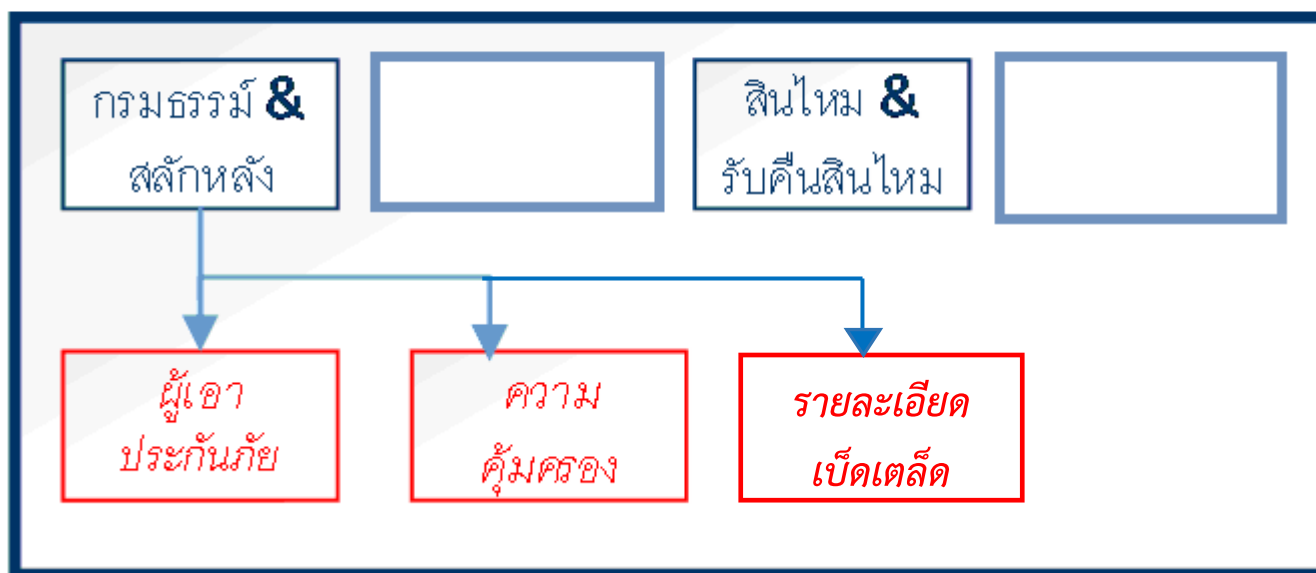 กรมธรรม์ &
สลักหลัง
สินไหม &
รับคืนสินไหม
ผู้เอา
ประกันภัย
ความ
คุ้มครอง
รายละเอียด
เบ็ดเตล็ด